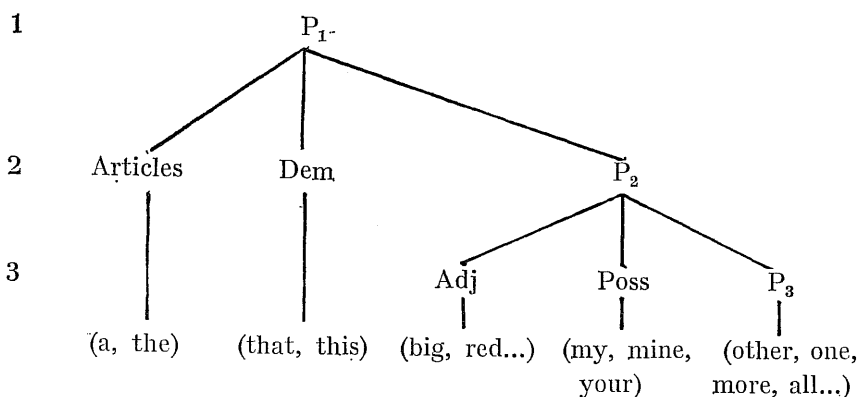 1 P₁
2 Articles Dem P₂
3 Adj Poss P₃
(a, the) (that, this) (big, red...) (my, mine, (other, one,
your) more, all...)